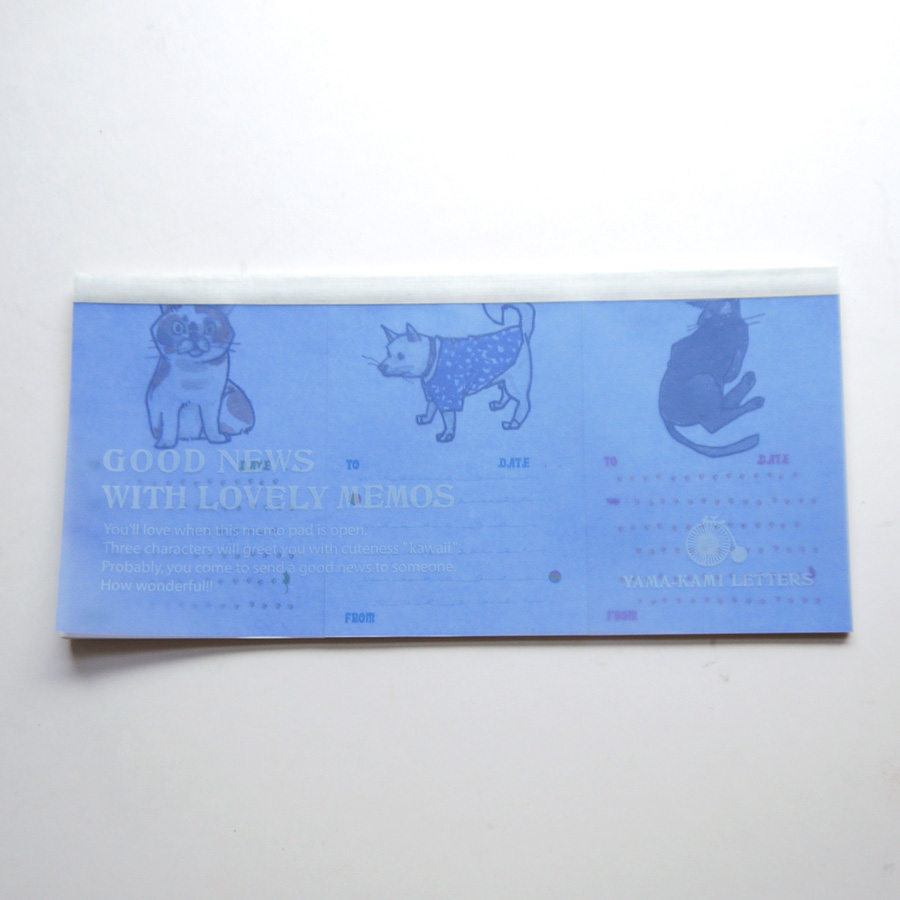 GOOD NEWS
WITH LOVELY MEMOS
You'll love when this memo pad is open.
Three characters will greet you with cuteness "kawaii".
Probably, you come to send a good news to someone.
How wonderful!!
DATE
TO DATE
FROM
TO DATE
FROM
YAMA-KAMI LETTERS